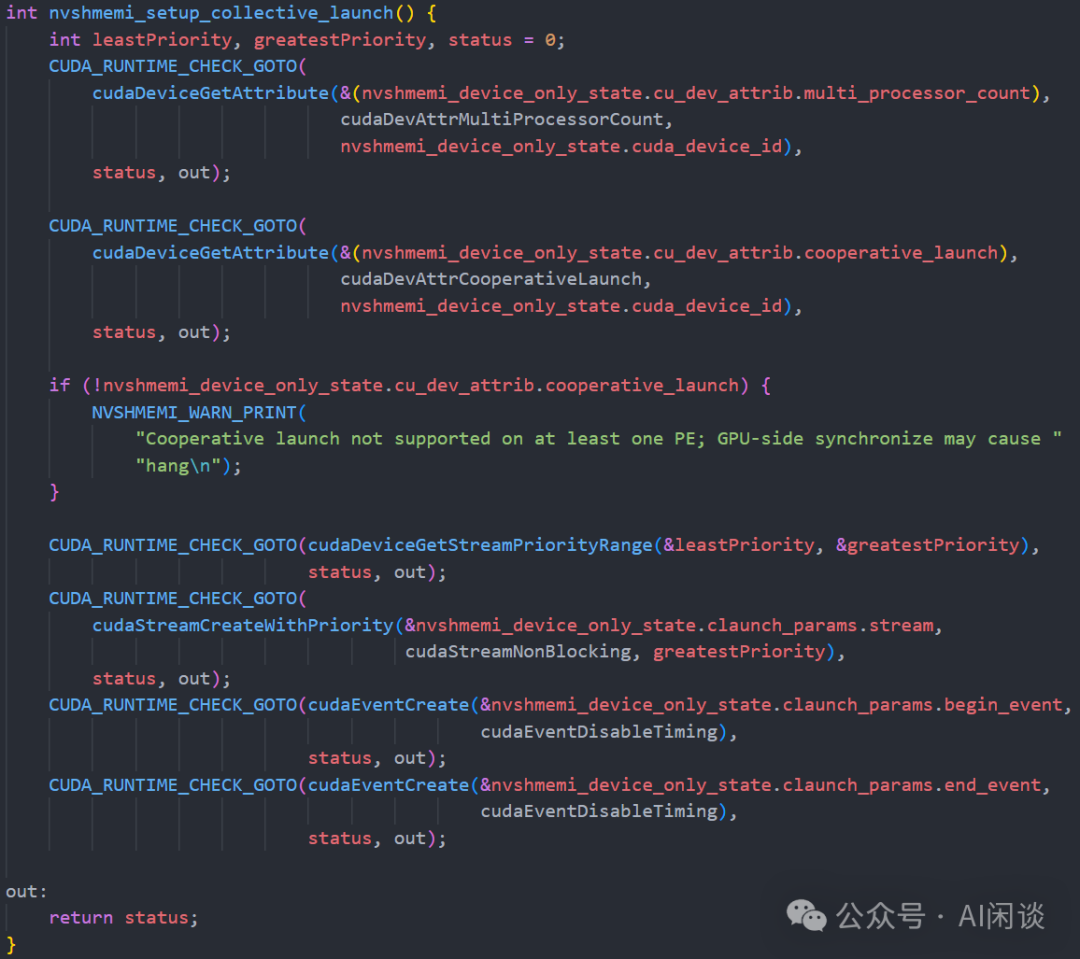 int nvshmemi_setup_collective_launch() {
    int leastPriority, greatestPriority, status = 0;
    CUDA_RUNTIME_CHECK_GOTO(
        cudaDeviceGetAttribute(&(nvshmemi_device_only_state.cu_dev_attrib.multi_processor_count),
                               cudaDevAttrMultiProcessorCount,
                               nvshmemi_device_only_state.cuda_device_id),
        status, out);

    CUDA_RUNTIME_CHECK_GOTO(
        cudaDeviceGetAttribute(&(nvshmemi_device_only_state.cu_dev_attrib.cooperative_launch),
                               cudaDevAttrCooperativeLaunch,
                               nvshmemi_device_only_state.cuda_device_id),
        status, out);

    if (!nvshmemi_device_only_state.cu_dev_attrib.cooperative_launch) {
        NVSHMEMI_WARN_PRINT(
            "Cooperative launch not supported on at least one PE; GPU-side synchronize may cause "
            "hang\n");
    }

    CUDA_RUNTIME_CHECK_GOTO(cudaDeviceGetStreamPriorityRange(&leastPriority, &greatestPriority),
                            status, out);
    CUDA_RUNTIME_CHECK_GOTO(
        cudaStreamCreateWithPriority(&nvshmemi_device_only_state.claunch_params.stream,
                                     cudaStreamNonBlocking, greatestPriority),
        status, out);
    CUDA_RUNTIME_CHECK_GOTO(cudaEventCreate(&nvshmemi_device_only_state.claunch_params.begin_event,
                                            cudaEventDisableTiming),
                            status, out);
    CUDA_RUNTIME_CHECK_GOTO(cudaEventCreate(&nvshmemi_device_only_state.claunch_params.end_event,
                                            cudaEventDisableTiming),
                            status, out);

out:
    return status;
}
公众号 · AI闲谈